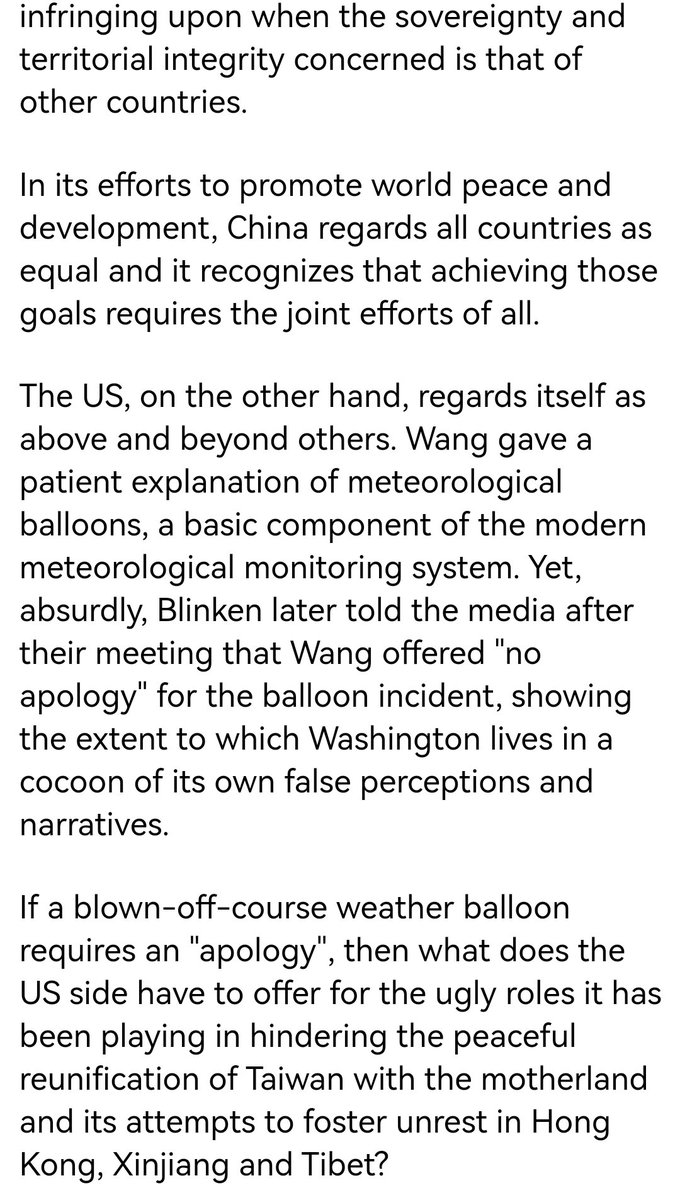 infringing upon when the sovereignty and
territorial integrity concerned is that of
other countries.
In its efforts to promote world peace and
development, China regards all countries as
equal and it recognizes that achieving those
goals requires the joint efforts of all.
The US, on the other hand, regards itself as
above and beyond others. Wang gave a
patient explanation of meteorological
balloons, a basic component of the modern
meteorological monitoring system. Yet,
absurdly, Blinken later told the media after
their meeting that Wang offered "no
apology" for the balloon incident, showing
the extent to which Washington lives in a
cocoon of its own false perceptions and
narratives.
If a blown-off-course weather balloon
requires an "apology", then what does the
US side have to offer for the ugly roles it has
been playing in hindering the peaceful
reunification of Taiwan with the motherland
and its attempts to foster unrest in Hong
Kong, Xinjiang and Tibet?